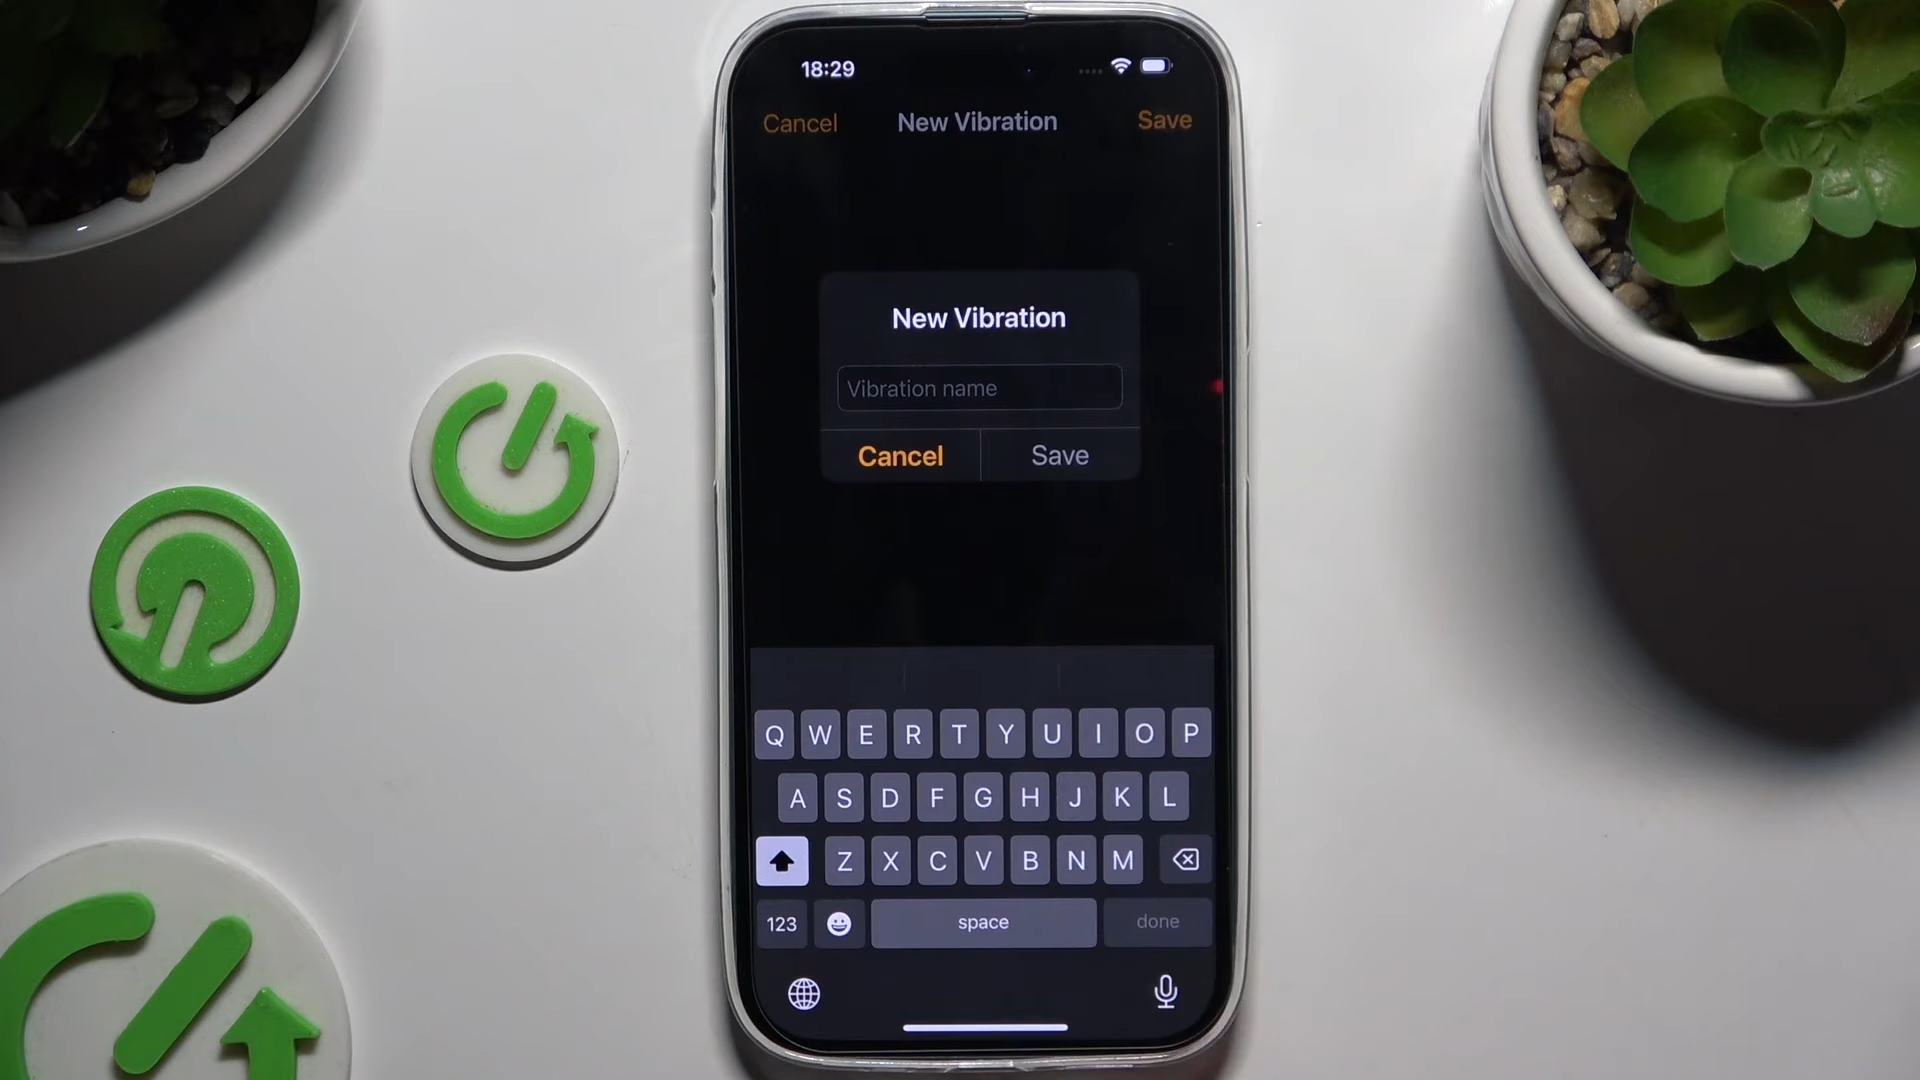 18:29
Cancel New Vibration Save
New Vibration
Vibration name
Cancel Save
Q W E R T Y U I O P
A S D F G H J K L
Z X C V B N M
123 space done